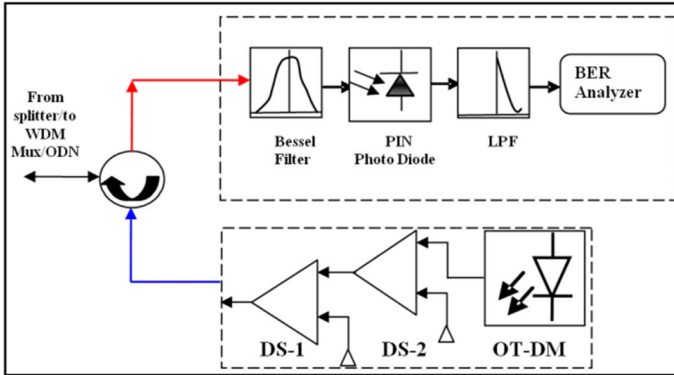 From
splitter/to
WDM
Mux/ODN
Bessel
Filter
PIN
Photo Diode
LPF
BER
Analyzer
DS-1
DS-2
OT-DM